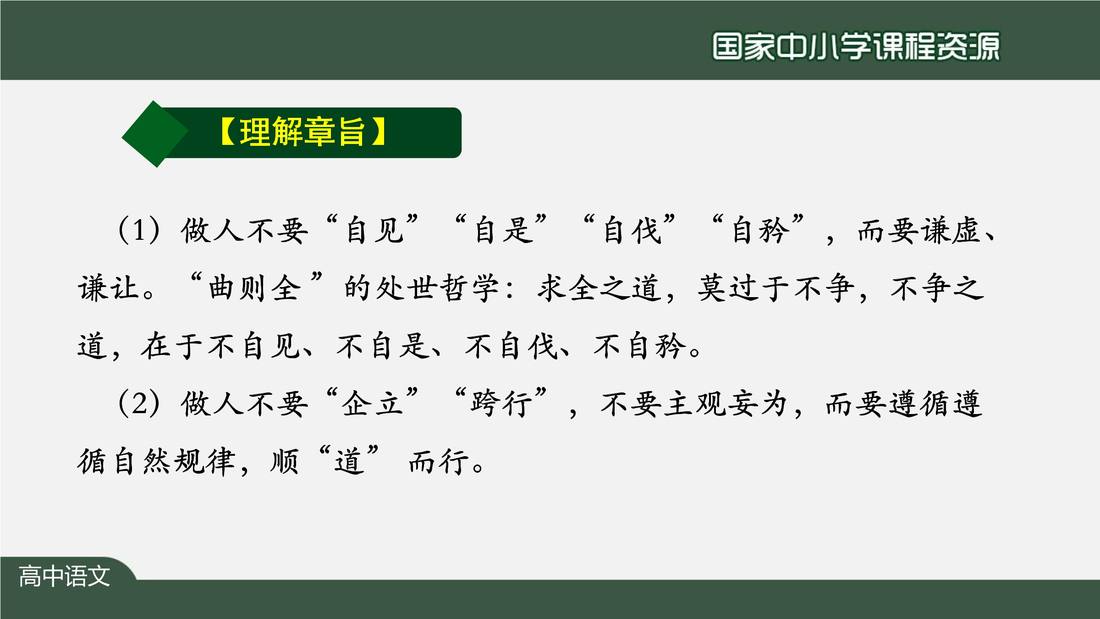 国家中小学课程资源
【理解章旨】
（1）做人不要“自见”“自是”“自伐”“自矜”，而要谦虚、
谦让。“曲则全”的处世哲学：求全之道，莫过于不争，不争之
道，在于不自见、不自是、不自伐、不自矜。
（2）做人不要“企立”“跨行”，不要主观妄为，而要遵循遵
循自然规律，顺“道” 而行。
高中语文